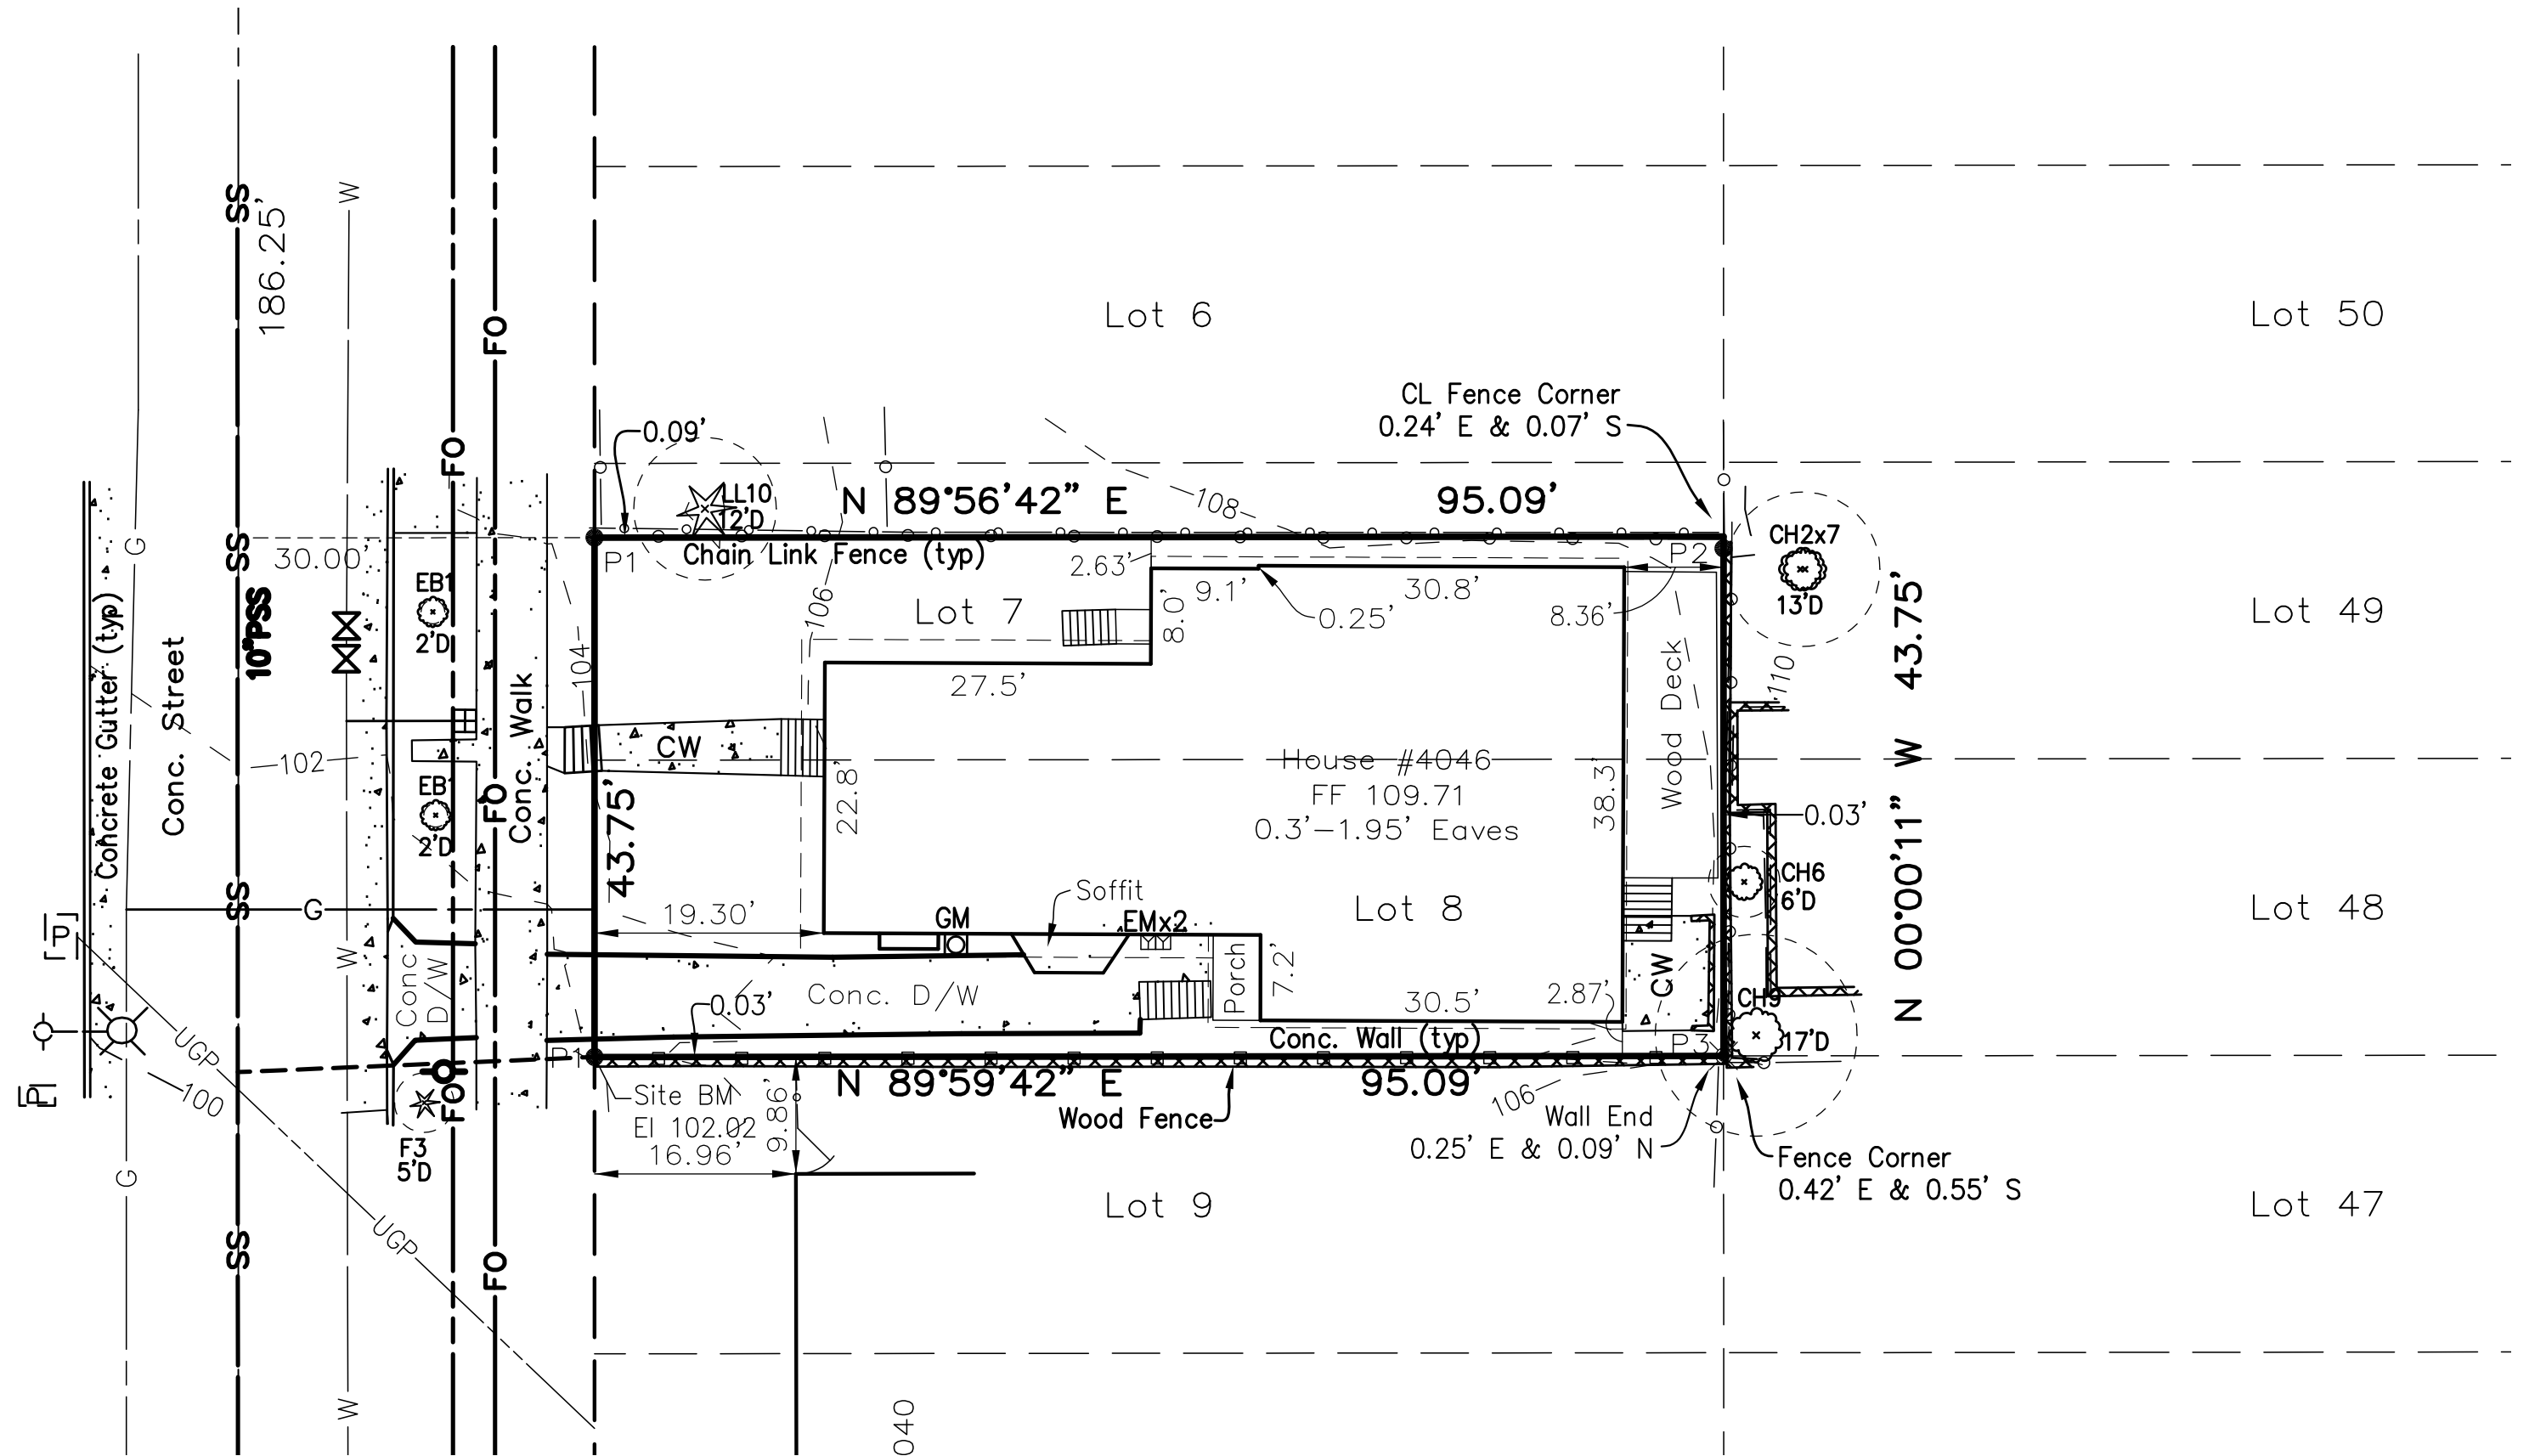 SS
186.25'
W
FO
Lot 6
Lot 50
CL Fence Corner
0.24' E & 0.07' S
0.09'
FO
LL10
12'D
N 89°56'42" E
95.09'
108
G
SS
30.00'
P1
Chain Link Fence (typ)
2.63'
P2
CH2x7
13'D
EB1
2'D
10"PSS
Concrete Gutter (typ)
Conc. Street
104
106
Lot 7
8.0'
9.1'
0.25'
30.8'
8.36'
N 00°00'11" W 43.75'
Lot 49
27.5'
Wood Deck
110
Conc. Walk
CW
102
House #4046
FF 109.71
0.3'-1.95' Eaves
38.3'
22.8'
43.75'
0.03'
EB
2'D
FO
SS
G
19.30'
GM
Soffit
EMx2
Lot 8
CH6
6'D
Lot 48
P
W
Conc
D/W
Conc. D/W
0.03'
Porch
7.2'
30.5'
2.87'
CW
CH9
17'D
UGP
P1
Conc. Wall (typ)
P3
P
100
FO
Site BM
El 102.02
16.96'
9.86'
N 89°59'42" E
95.09'
Wood Fence
106
Wall End
0.25' E & 0.09' N
Fence Corner
0.42' E & 0.55' S
F3
5'D
G
Lot 9
Lot 47
SS
UGP
FO
W
040